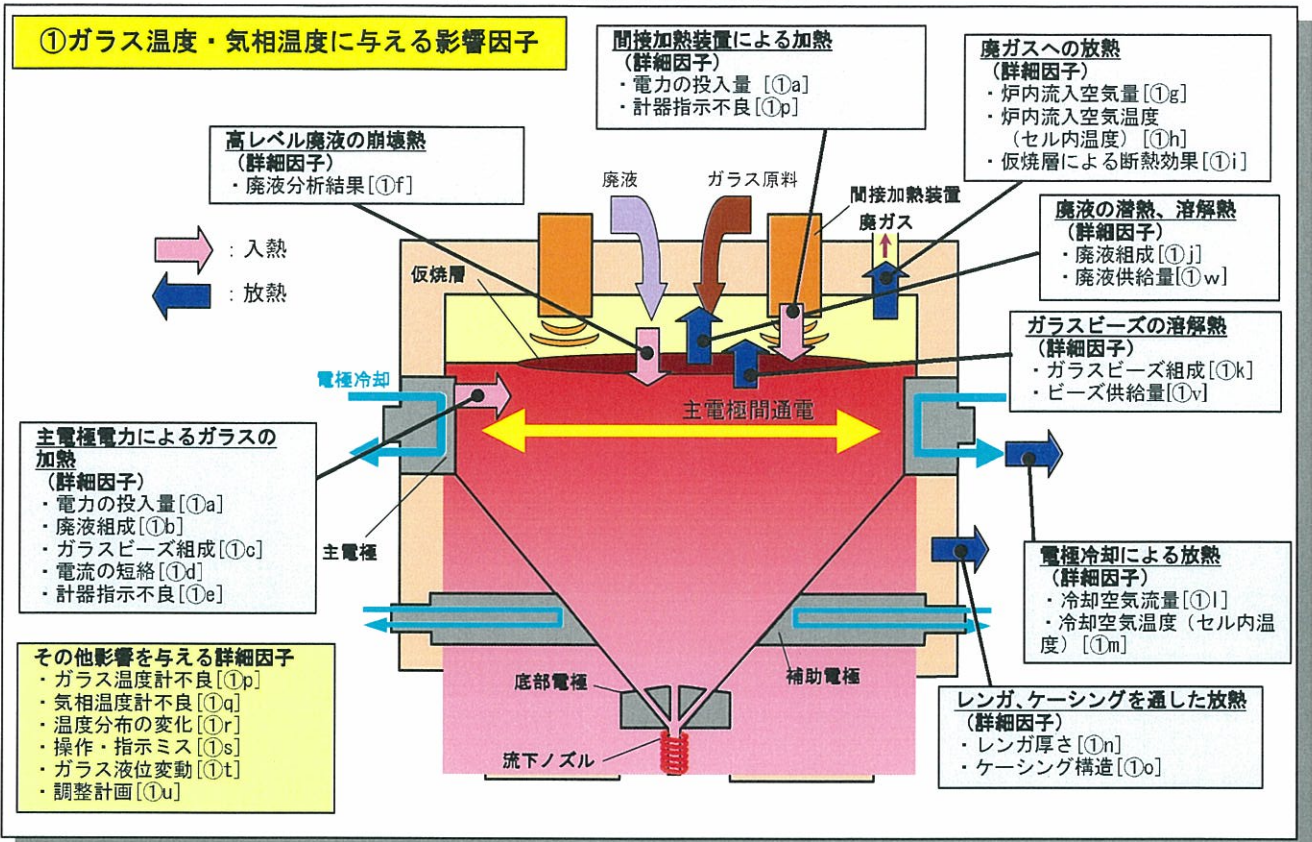 ①ガラス温度・気相温度に与える影響因子
間接加熱装置による加熱
(詳細因子)
・電力の投入量 [①a]
・計器指示不良[①p]
廃ガスへの放熱
(詳細因子)
・炉内流入空気量[①g]
・炉内流入空気温度
(セル内温度) [①h]
・仮焼層による断熱効果[①i]
高レベル廃液の崩壊熱
(詳細因子)
・廃液分析結果[①f]
廃液
ガラス原料
間接加熱装置
廃ガス
廃液の潜熱、溶解熱
(詳細因子)
・廃液組成[①j]
・廃液供給量[①w]
:入熱
:放熱
仮焼層
ガラスビーズの溶解熱
(詳細因子)
・ガラスビーズ組成[①k]
・ビーズ供給量[①v]
電極冷却
主電極間通電
主電極電力によるガラスの
加熱
(詳細因子)
・電力の投入量[①a]
・廃液組成[①b]
・ガラスビーズ組成[①c]
・電流の短絡[①d]
・計器指示不良[①e]
主電極
電極冷却による放熱
(詳細因子)
・冷却空気流量[①l]
・冷却空気温度(セル内温
度) [①m]
その他影響を与える詳細因子
・ガラス温度計不良[①p]
・気相温度計不良[①q]
・温度分布の変化[①r]
・操作・指示ミス[①s]
・ガラス液位変動[①t]
・調整計画[①u]
底部電極
補助電極
流下ノズル
レンガ、ケーシングを通した放熱
(詳細因子)
・レンガ厚さ[①n]
・ケーシング構造[①o]